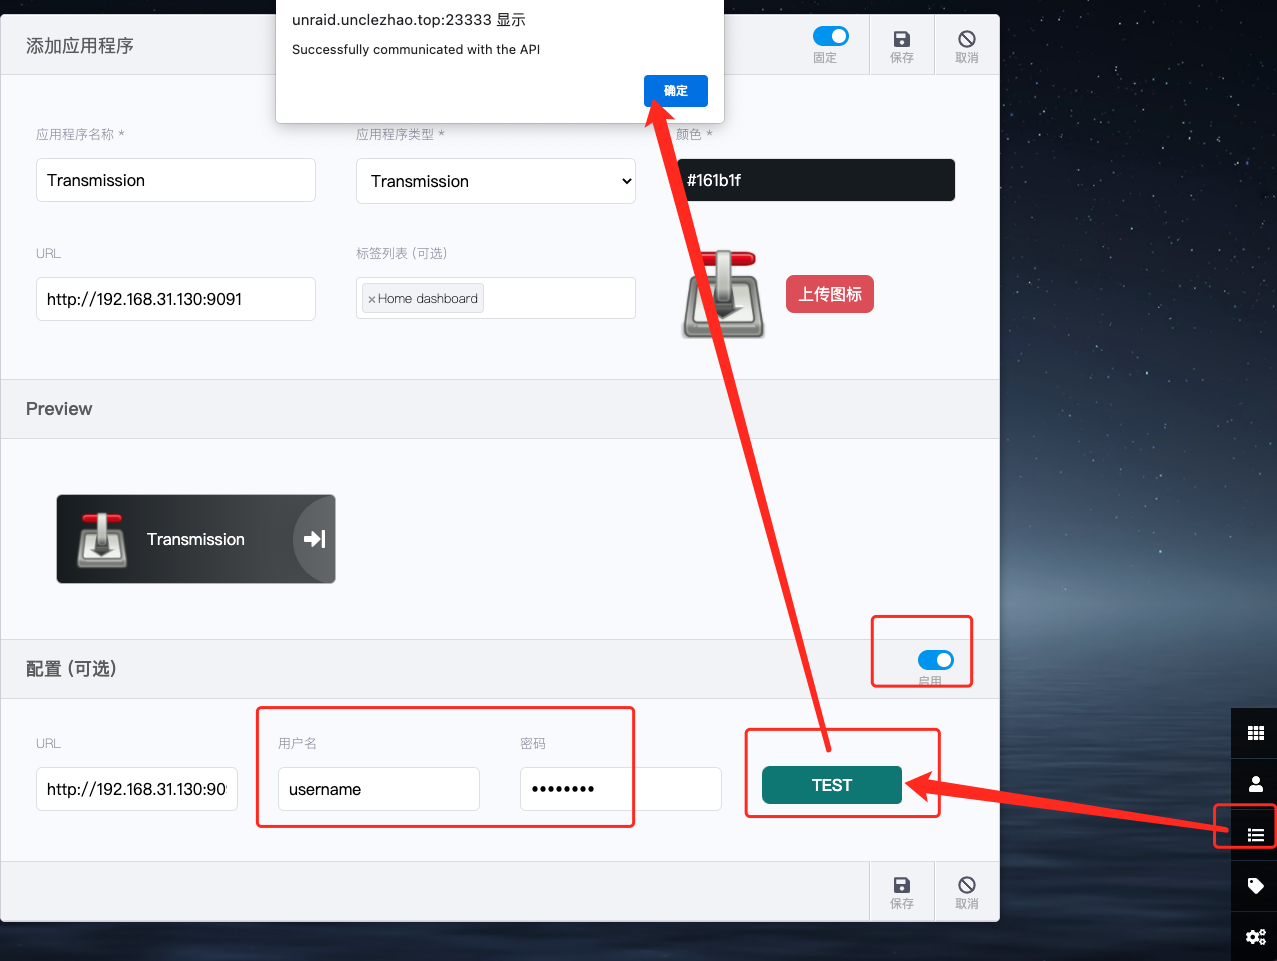 unraid.unclezhao.top:23333 显示
Successfully communicated with the API
确定
添加应用程序
固定
保存
取消
应用程序名称 *
应用程序类型 *
颜色 *
Transmission
Transmission
#161b1f
URL
标签列表 (可选)
http://192.168.31.130:9091
×Home dashboard
上传图标
Preview
Transmission
配置 (可选)
启用
URL
用户名
密码
http://192.168.31.130:90
username
••••••••
TEST
保存
取消